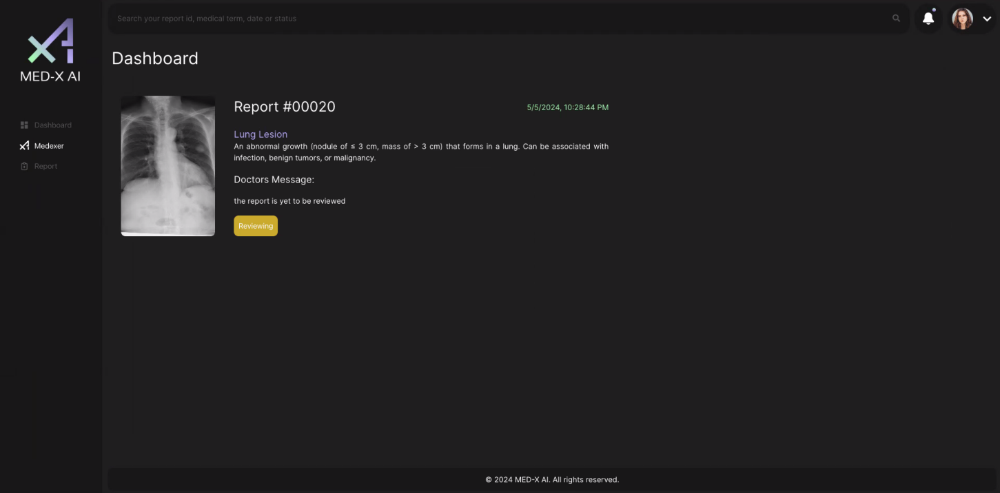 Search your report id, medical term, date or status
MED-X AI
Dashboard
Dashboard
Medexer
Report
Report #00020
5/5/2024, 10:28:44 PM
Lung Lesion
An abnormal growth (nodule of ≤ 3 cm, mass of > 3 cm) that forms in a lung. Can be associated with
infection, benign tumors, or malignancy.
Doctors Message:
the report is yet to be reviewed
Reviewing
© 2024 MED-X AI. All rights reserved.